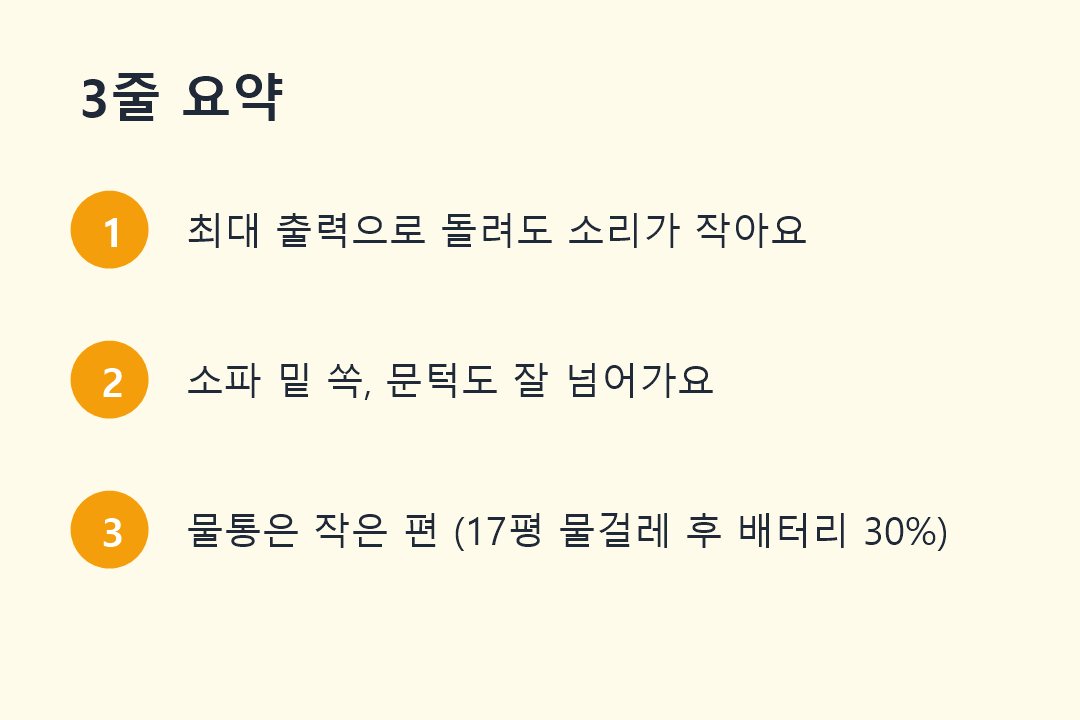 3줄 요약
1 최대 출력으로 돌려도 소리가 작아요
2 소파 밑 쏙, 문턱도 잘 넘어가요
3 물통은 작은 편 (17평 물걸레 후 배터리 30%)